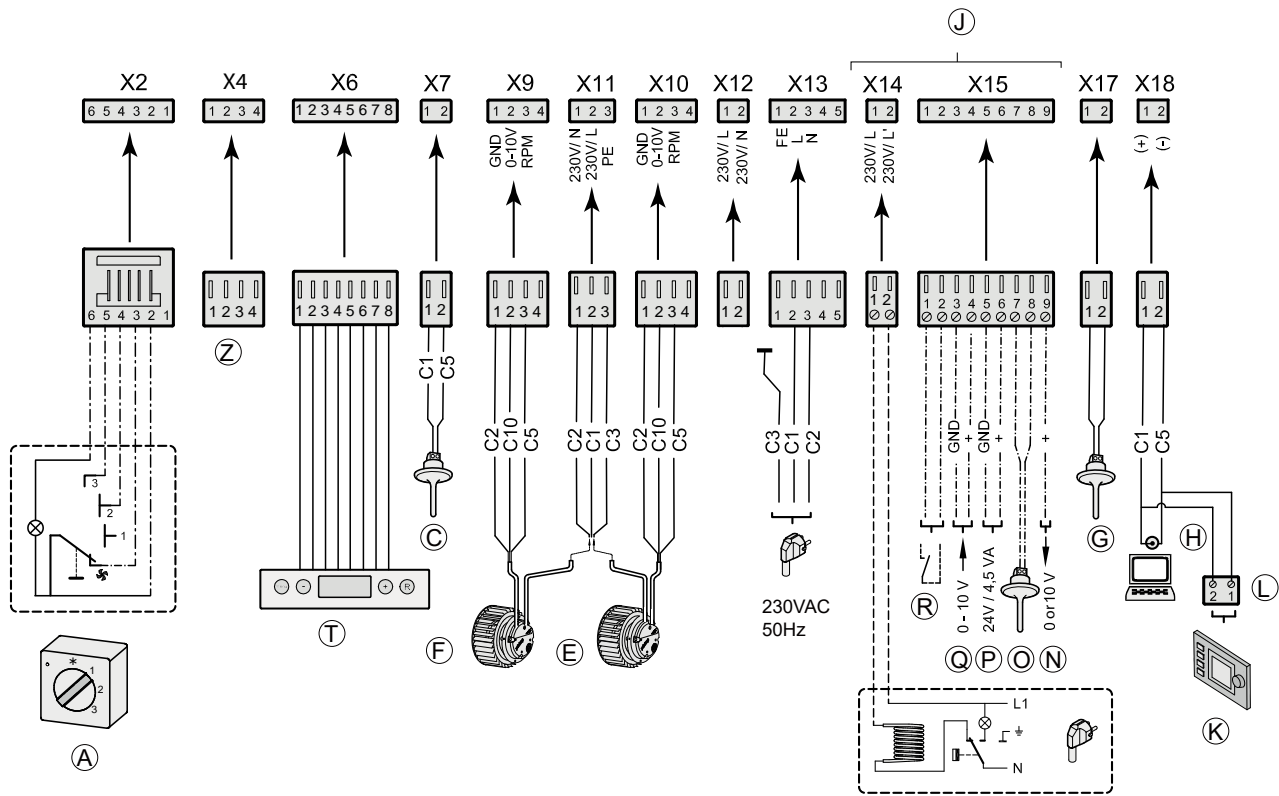 J
X2 X4 X6 X7 X9 X11 X10 X12 X13 X14 X15 X17 X18
6 5 4 3 2 1
1 2 3 4
1 2 3 4 5 6 7 8
1 2
1 2 3 4
1 2 3
1 2 3 4
1 2
1 2 3 4 5
1 2
1 2 3 4 5 6 7 8 9
1 2
1 2
GND
0-10V
RPM
230V/ N
230V/ L
PE
GND
0-10V
RPM
230V/ L
230V/ N
FE
L
N
230V/ L
230V/ L'
(+)
(-)
6 5 4 3 2 1
1 2 3 4
1 2 3 4 5 6 7 8
1 2
1 2 3 4
1 2 3
1 2 3 4
1 2
1 2 3 4 5
1 2
1 2 3 4 5 6 7 8 9
1 2
1 2
Z
C1
C5
C2
C10
C5
C2
C1
C3
C2
C10
C5
C3
C1
C2
GND
+
GND
+
+
C1
C5
3
2
1
C
G
H
L
2 1
- + R
T
F
E
230VAC
50Hz
R
0 - 10 V
24V / 4.5 VA
0 or 10 V
Q P O N
K
*
1
2
3
A
L1
N